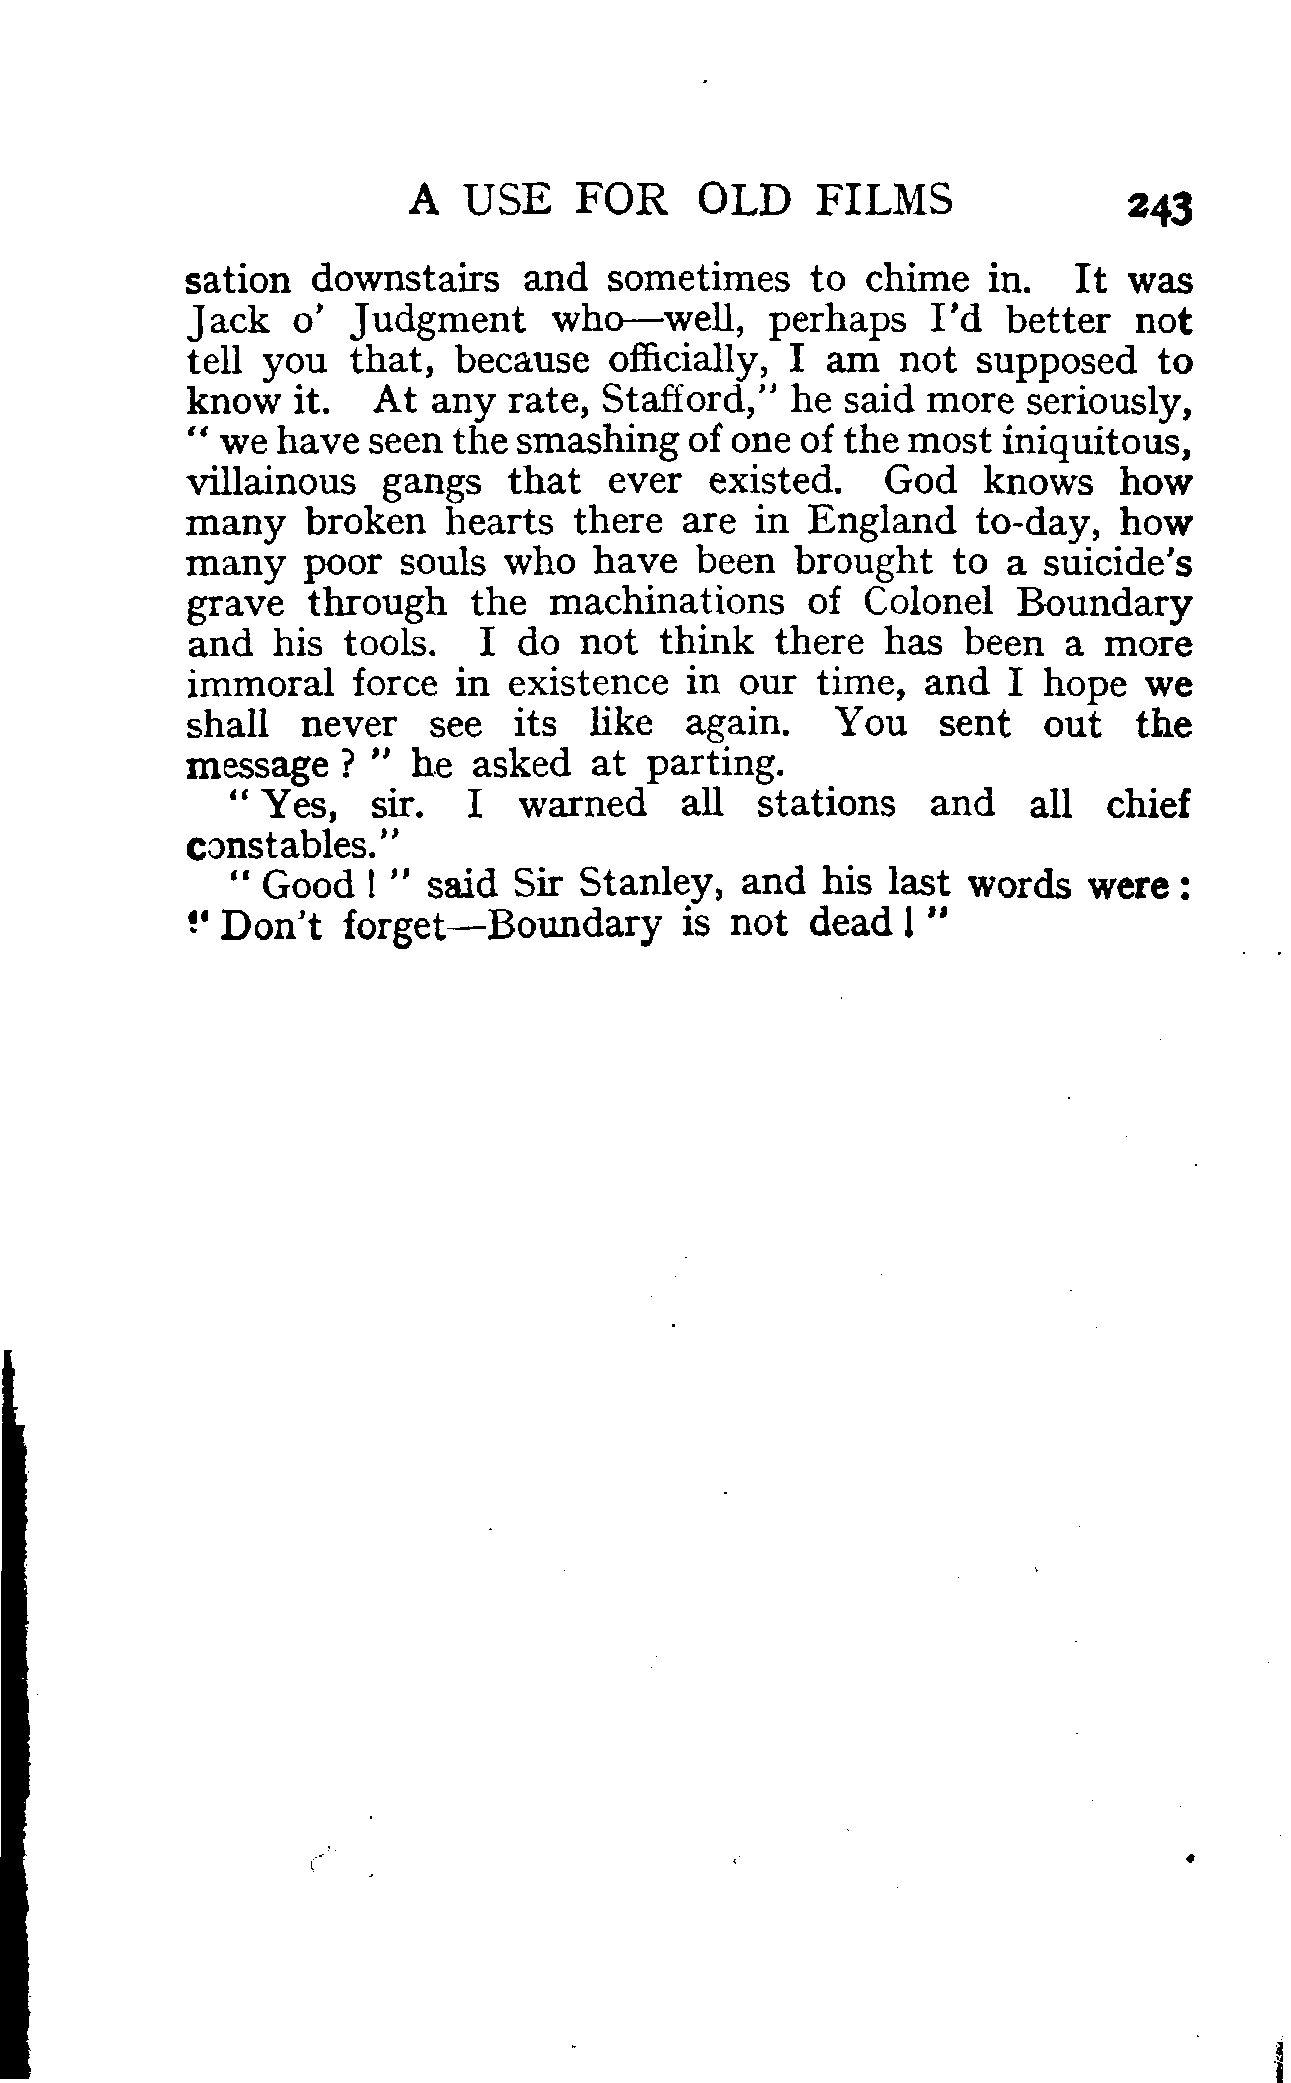 A USE FOR OLD FILMS 243
sation downstairs and sometimes to chime in. It was
Jack o' Judgment who—well, perhaps I'd better not
tell you that, because officially, I am not supposed to
know it. At any rate, Stafford," he said more seriously,
" we have seen the smashing of one of the most iniquitous,
villainous gangs that ever existed. God knows how
many broken hearts there are in England to-day, how
many poor souls who have been brought to a suicide's
grave through the machinations of Colonel Boundary
and his tools. I do not think there has been a more
immoral force in existence in our time, and I hope we
shall never see its like again. You sent out the
message ? " he asked at parting.
" Yes, sir. I warned all stations and all chief
constables."
" Good ! " said Sir Stanley, and his last words were :
" Don't forget—Boundary is not dead ! "